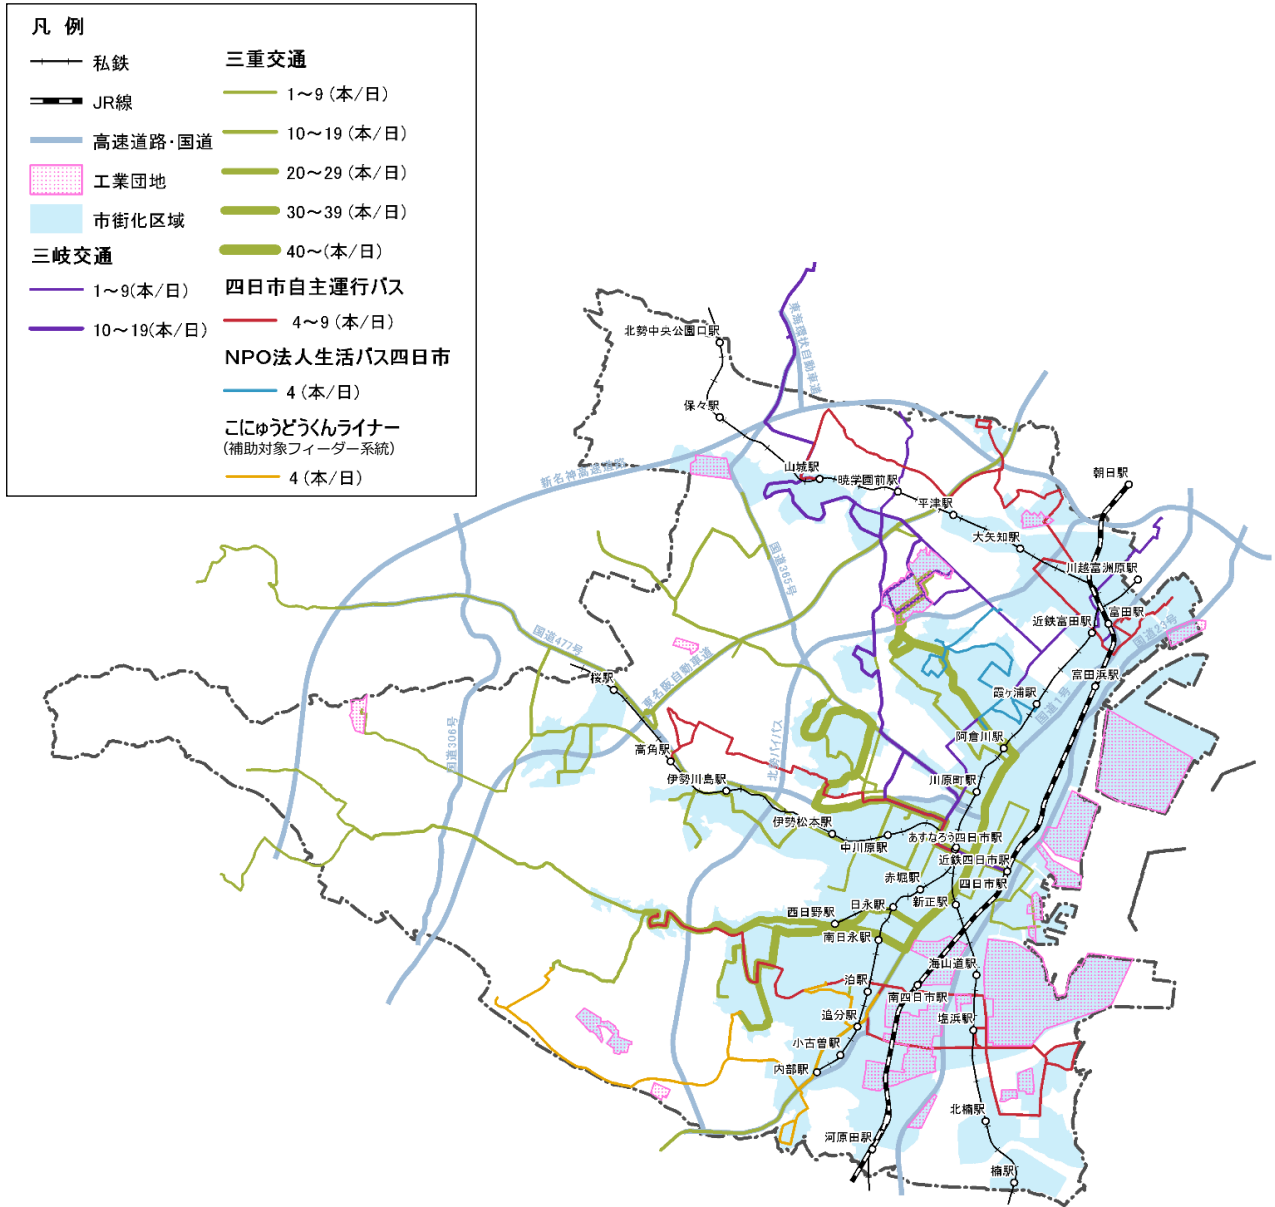 凡 例
私鉄
JR線
高速道路・国道
工業団地
市街化区域
三岐交通
1～9(本/日)
10～19(本/日)
三重交通
1～9 (本/日)
10～19 (本/日)
20～29 (本/日)
30～39 (本/日)
40～(本/日)
四日市自主運行バス
4～9 (本/日)
NPO法人生活バス四日市
4 (本/日)
こにゅうどうくんライナー
(補助対象フィーダー系統)
4 (本/日)
東海環状自動車道
北勢中央公園口駅
保々駅
新名神高速道路
山城駅
暁学園前駅
朝日駅
平津駅
大矢知駅
国道365号
川越富洲原駅
富田駅
近鉄富田駅
国道23号
国道477号
桜駅
東名阪自動車道
富田浜駅
霞ヶ浦駅
国道1号
国道306号
北勢バイパス
阿倉川駅
高角駅
伊勢川島駅
川原町駅
伊勢松本駅
中川原駅
あすなろう四日市駅
近鉄四日市駅
四日市駅
赤堀駅
西日野駅
日永駅
新正駅
南日永駅
海山道駅
泊駅
南四日市駅
追分駅
塩浜駅
小古曽駅
内部駅
北楠駅
河原田駅
楠駅